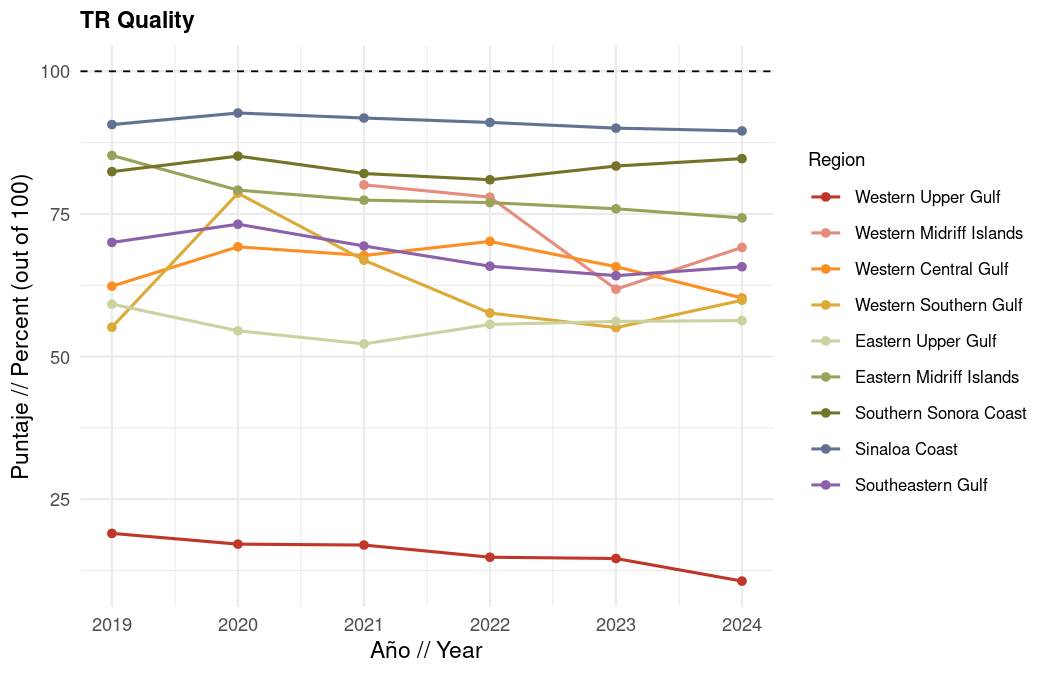 TR Quality
Puntaje // Percent (out of 100)
100
75
50
25
2019 2020 2021 2022 2023 2024
Año // Year
Region
Western Upper Gulf
Western Midriff Islands
Western Central Gulf
Western Southern Gulf
Eastern Upper Gulf
Eastern Midriff Islands
Southern Sonora Coast
Sinaloa Coast
Southeastern Gulf